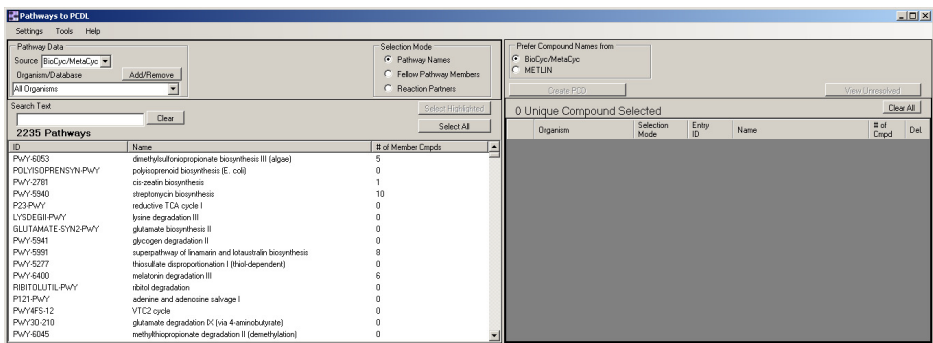 Pathways to PCDL
Settings Tools Help
Pathway Data
Source BioCyc/MetaCyc
Organism/Database Add/Remove
All Organisms
Selection Mode
Pathway Names
Fellow Pathway Members
Reaction Partners
Search Text
Clear
2235 Pathways
Select Highlighted
Select All
ID Name # of Member Cmpds
PWY-6053 dimethylsulfoniopropionate biosynthesis III (algae) 5
POLYISOPRENSYN-PWY polyisoprenoid biosynthesis (E. coli) 0
PWY-2781 cis-zeatin biosynthesis 1
PWY-5940 streptomycin biosynthesis 10
P23-PWY reductive TCA cycle I 0
LYSDEGII-PWY lysine degradation III 0
GLUTAMATE-SYN2-PWY glutamate biosynthesis II 0
PWY-5941 glycogen degradation II 0
PWY-5991 superpathway of linamarin and lotaustralin biosynthesis 8
PWY-5277 thiosulfate disproportionation I (thiol-dependent) 0
PWY-6400 melatonin degradation III 6
RIBITOLUTIL-PWY ribitol degradation 0
P121-PWY adenine and adenosine salvage I 0
PWY4FS-12 VTC2 cycle 0
PWY30-210 glutamate degradation IX (via 4-aminobutyrate) 0
PWY-6045 methylthiopropionate degradation II (demethylation) 0
Prefer Compound Names from
BioCyc/MetaCyc
METLIN
Create PCD View Unresolved
0 Unique Compound Selected Clear All
Organism Selection Mode Entry ID Name # of Cmpd Del.